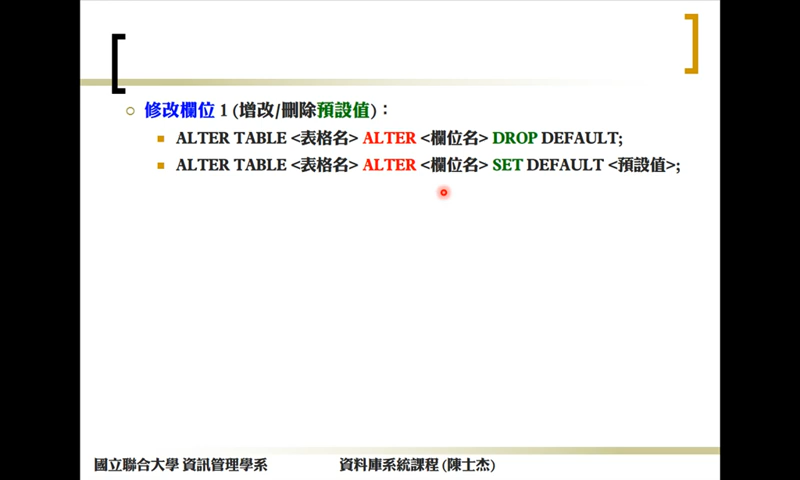 修改欄位 1 (增改/刪除預設值)：
ALTER TABLE <表格名> ALTER <欄位名> DROP DEFAULT;
ALTER TABLE <表格名> ALTER <欄位名> SET DEFAULT <預設值>;
國立聯合大學 資訊管理學系 資料庫系統課程 (陳士杰)